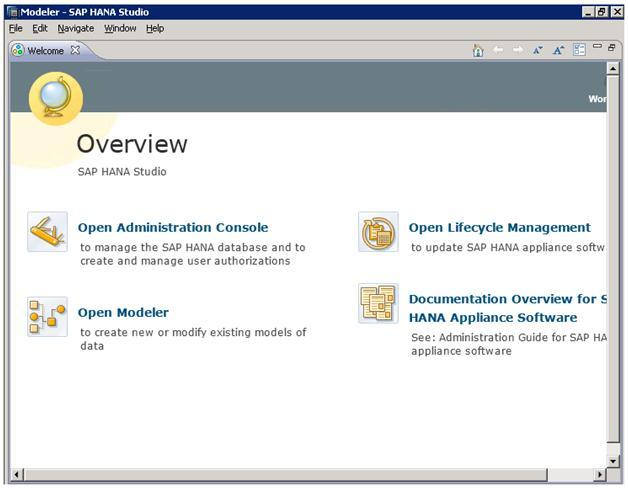 Modeler - SAP HANA Studio
File Edit Navigate Window Help
Welcome
Wor
Overview
SAP HANA Studio
Open Administration Console
to manage the SAP HANA database and to
create and manage user authorizations
Open Modeler
to create new or modify existing models of
data
Open Lifecycle Management
to update SAP HANA appliance softw
Documentation Overview for S
HANA Appliance Software
See: Administration Guide for SAP HA
appliance software